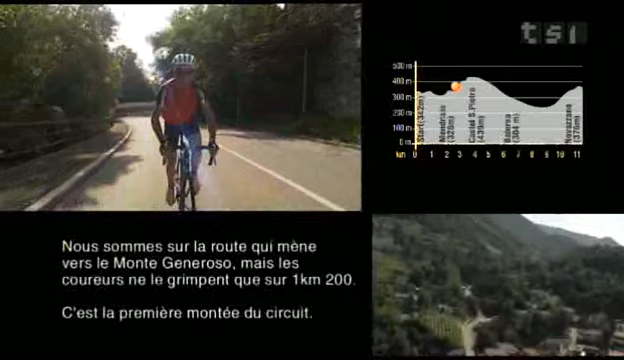 tsi
500 m
400 m
300 m
200 m
100 m
0 m
Start(342m)
Mendrisio
(328m)
Castel S.Pietro
(439m)
Balerna
(304 m)
Novazzano
(376m)
km 0 1 2 3 4 5 6 7 8 9 10 11
Nous sommes sur la route qui mène
vers le Monte Generoso, mais les
coureurs ne le grimpent que sur 1km 200.
C'est la première montée du circuit.